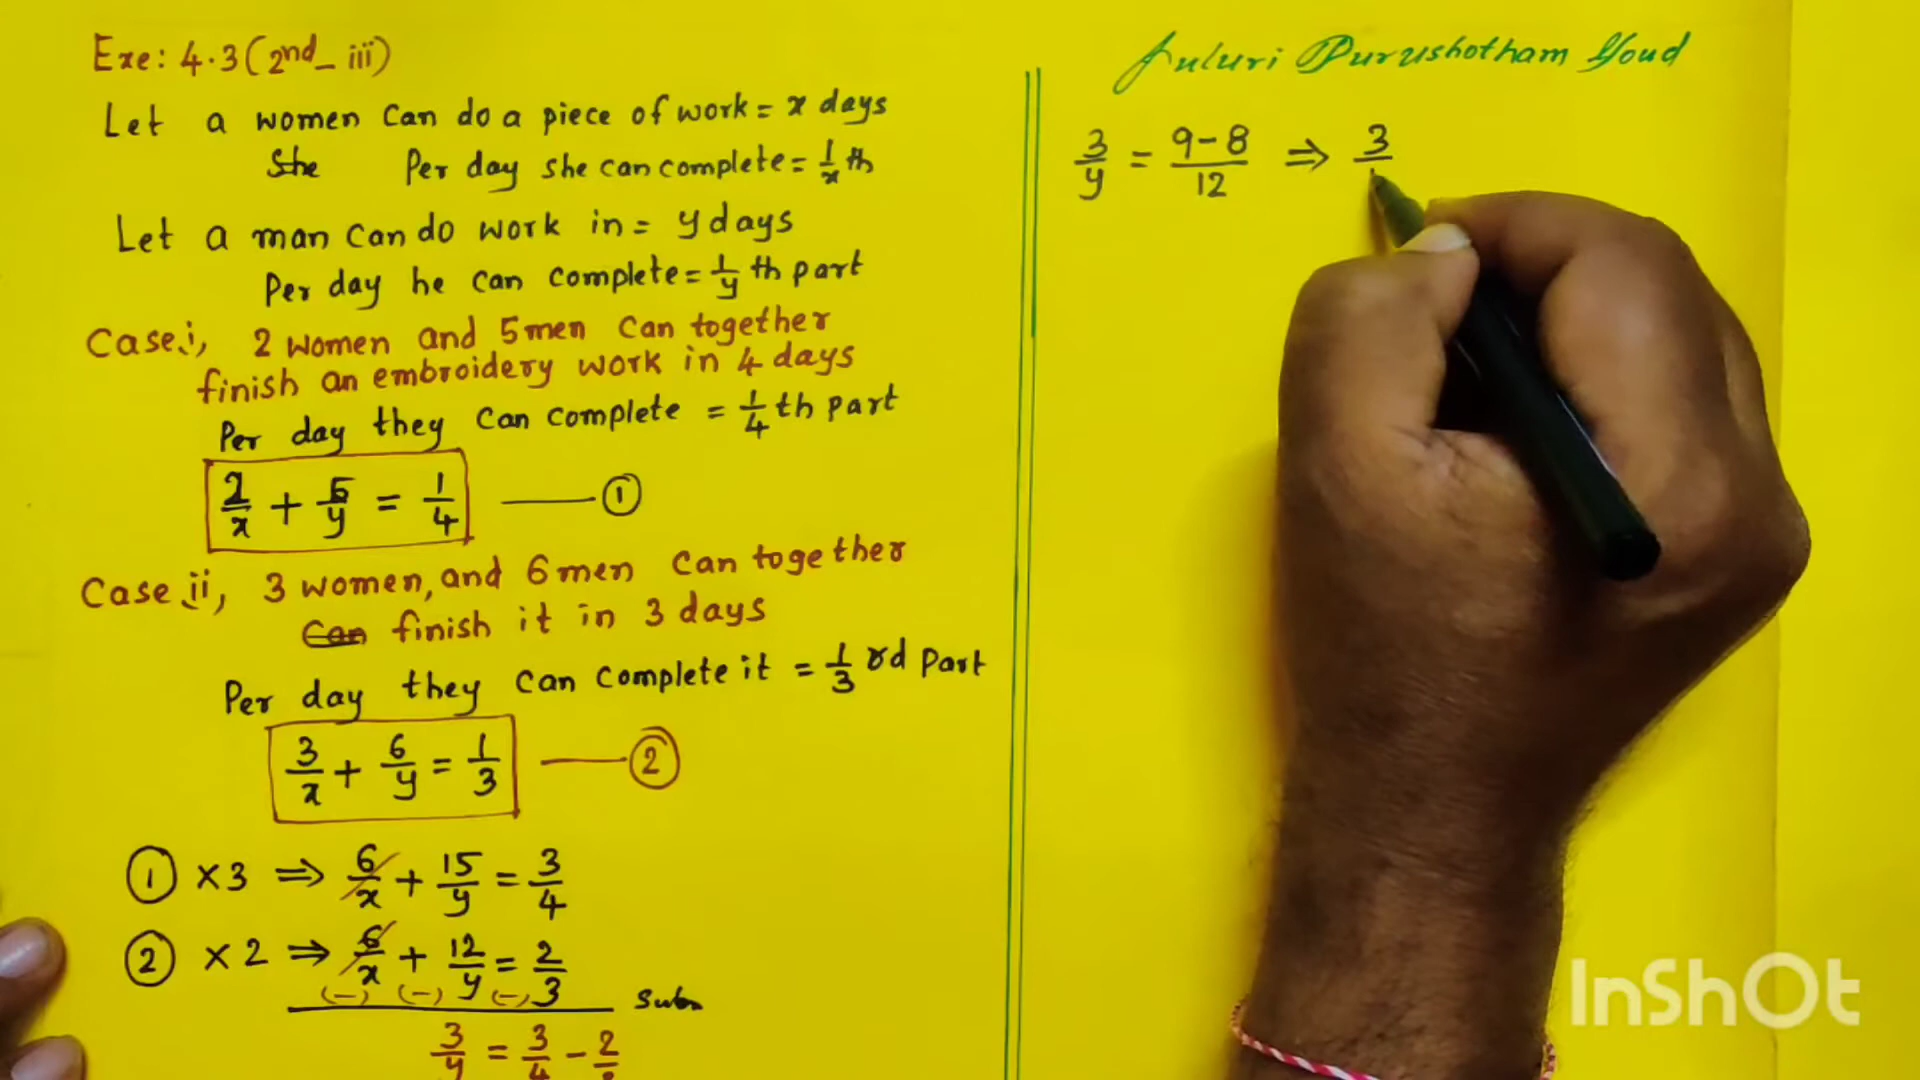 Exe: 4.3(2nd_ iii)
Let a women Can do a piece of work = x days
She Per day she can complete = 1/x th
Let a man Can do work in = y days
Per day he Can Complete = 1/y th part
Case i, 2 women and 5 men Can together
finish an embroidery work in 4 days
Per day they Can Complete = 1/4 th part
2/x + 5/y = 1/4 —— ①
Case ii, 3 women, and 6 men Can together
Can finish it in 3 days
Per day they Can Complete it = 1/3 rd Part
3/x + 6/y = 1/3 —— ②
① ×3 ⇒ 6/x + 15/y = 3/4
② ×2 ⇒ 6/x + 12/y = 2/3
(-) (-) (-)
3/y = 3/4 - 2/
Juluri Purushotham Goud
3/y = 9-8/12 ⇒ 3/
InShOt